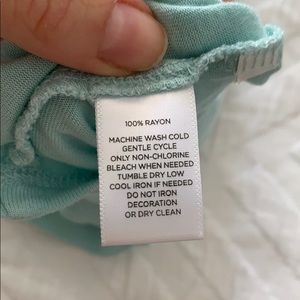 100% RAYON
MACHINE WASH COLD
GENTLE CYCLE
ONLY NON-CHLORINE
BLEACH WHEN NEEDED
TUMBLE DRY LOW
COOL IRON IF NEEDED
DO NOT IRON
DECORATION
OR DRY CLEAN